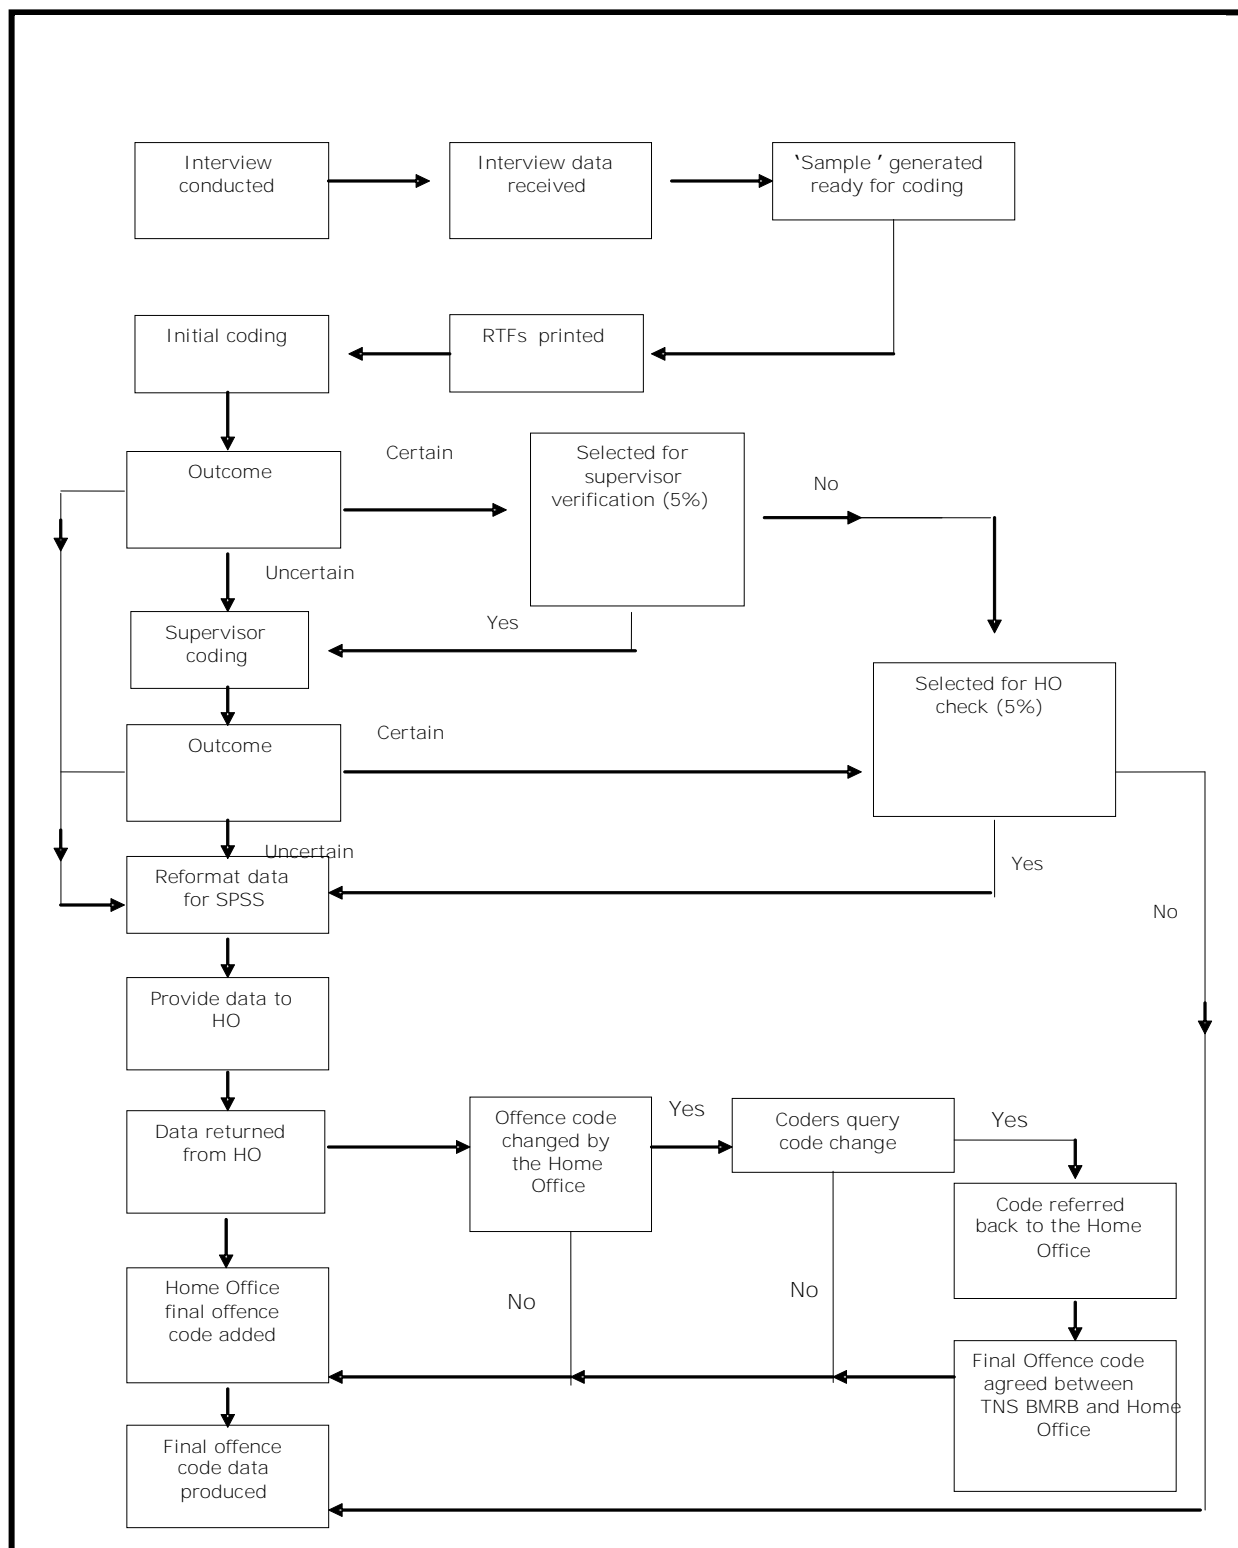 Interview
conducted
Interview data
received
‘Sample’ generated
ready for coding
Initial coding
RTFs printed
Outcome
Certain
Selected for
supervisor
verification (5%)
No
Uncertain
Supervisor
coding
Yes
Selected for HO
check (5%)
Outcome
Certain
Uncertain
Reformat data
for SPSS
Yes
No
Provide data to
HO
Data returned
from HO
Offence code
changed by
the Home
Office
Yes
Coders query
code change
Yes
Code referred
back to the Home
Office
Home Office
final offence
code added
No
No
Final Offence code
agreed between
TNS BMRB and Home
Office
Final offence
code data
produced